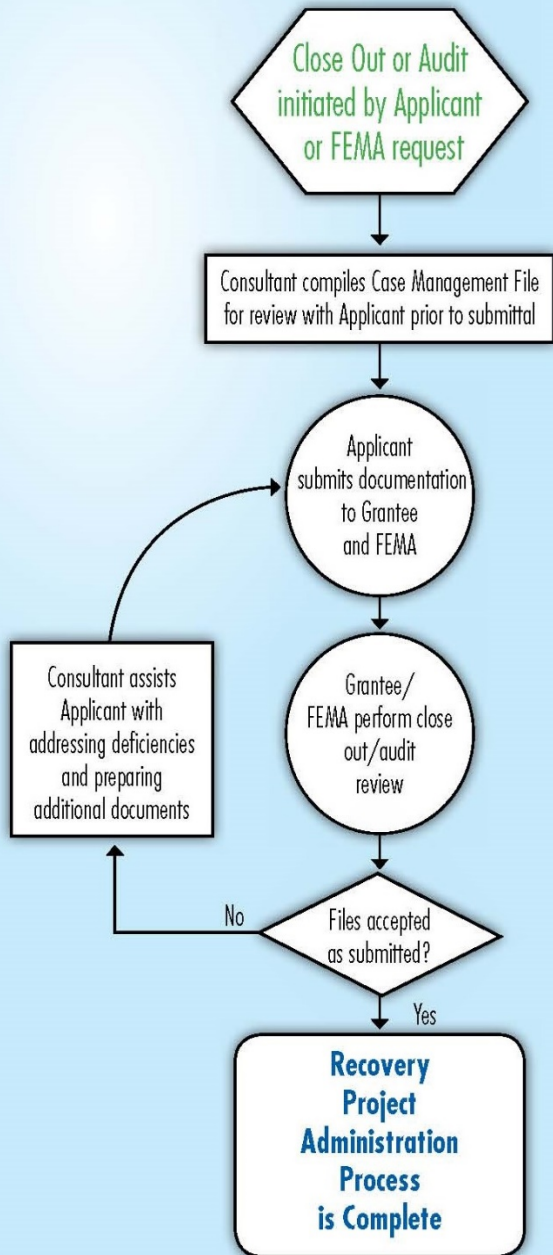 Close Out or Audit
initiated by Applicant
or FEMA request
Consultant compiles Case Management File
for review with Applicant prior to submittal
Applicant
submits documentation
to Grantee
and FEMA
Consultant assists
Applicant with
addressing deficiencies
and preparing
additional documents
Grantee/
FEMA perform close
out/audit
review
No
Files accepted
as submitted?
Yes
Recovery
Project
Administration
Process
is Complete